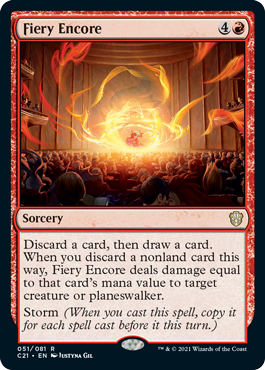 Fiery Encore
4
Sorcery
Discard a card, then draw a card.
When you discard a nonland card this
way, Fiery Encore deals damage equal
to that card's mana value to target
creature or planeswalker.
Storm (When you cast this spell, copy it
for each spell cast before it this turn.)
051/081 R
C21 • EN Justyna Gil
™ & © 2021 Wizards of the Coast